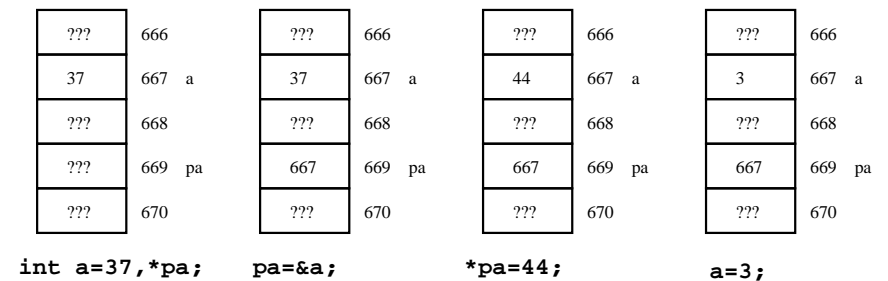 ??? 666 ??? 666 ??? 666 ??? 666
37 667 a 37 667 a 44 667 a 3 667 a
??? 668 ??? 668 ??? 668 ??? 668
??? 669 pa 667 669 pa 667 669 pa 667 669 pa
??? 670 ??? 670 ??? 670 ??? 670
int a=37,*pa; pa=&a; *pa=44; a=3;